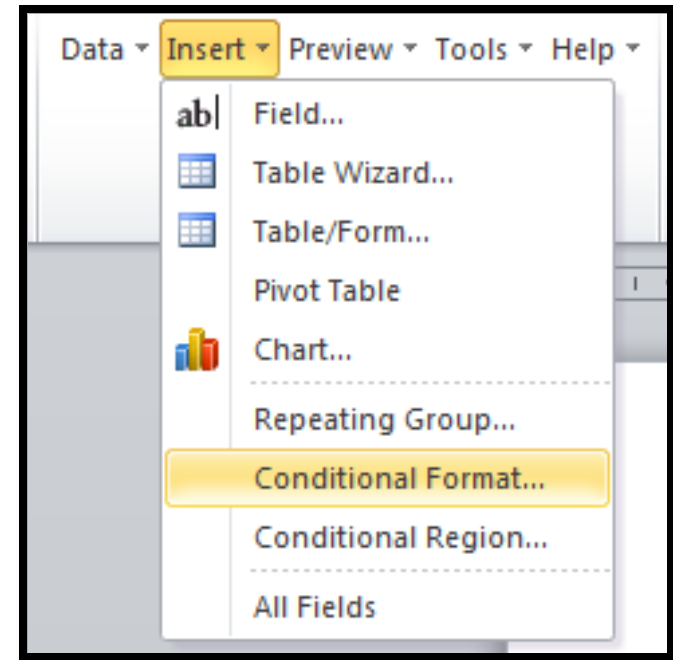 Data Insert Preview Tools Help
ab Field...
Table Wizard...
Table/Form...
Pivot Table
Chart...
Repeating Group...
Conditional Format...
Conditional Region...
All Fields